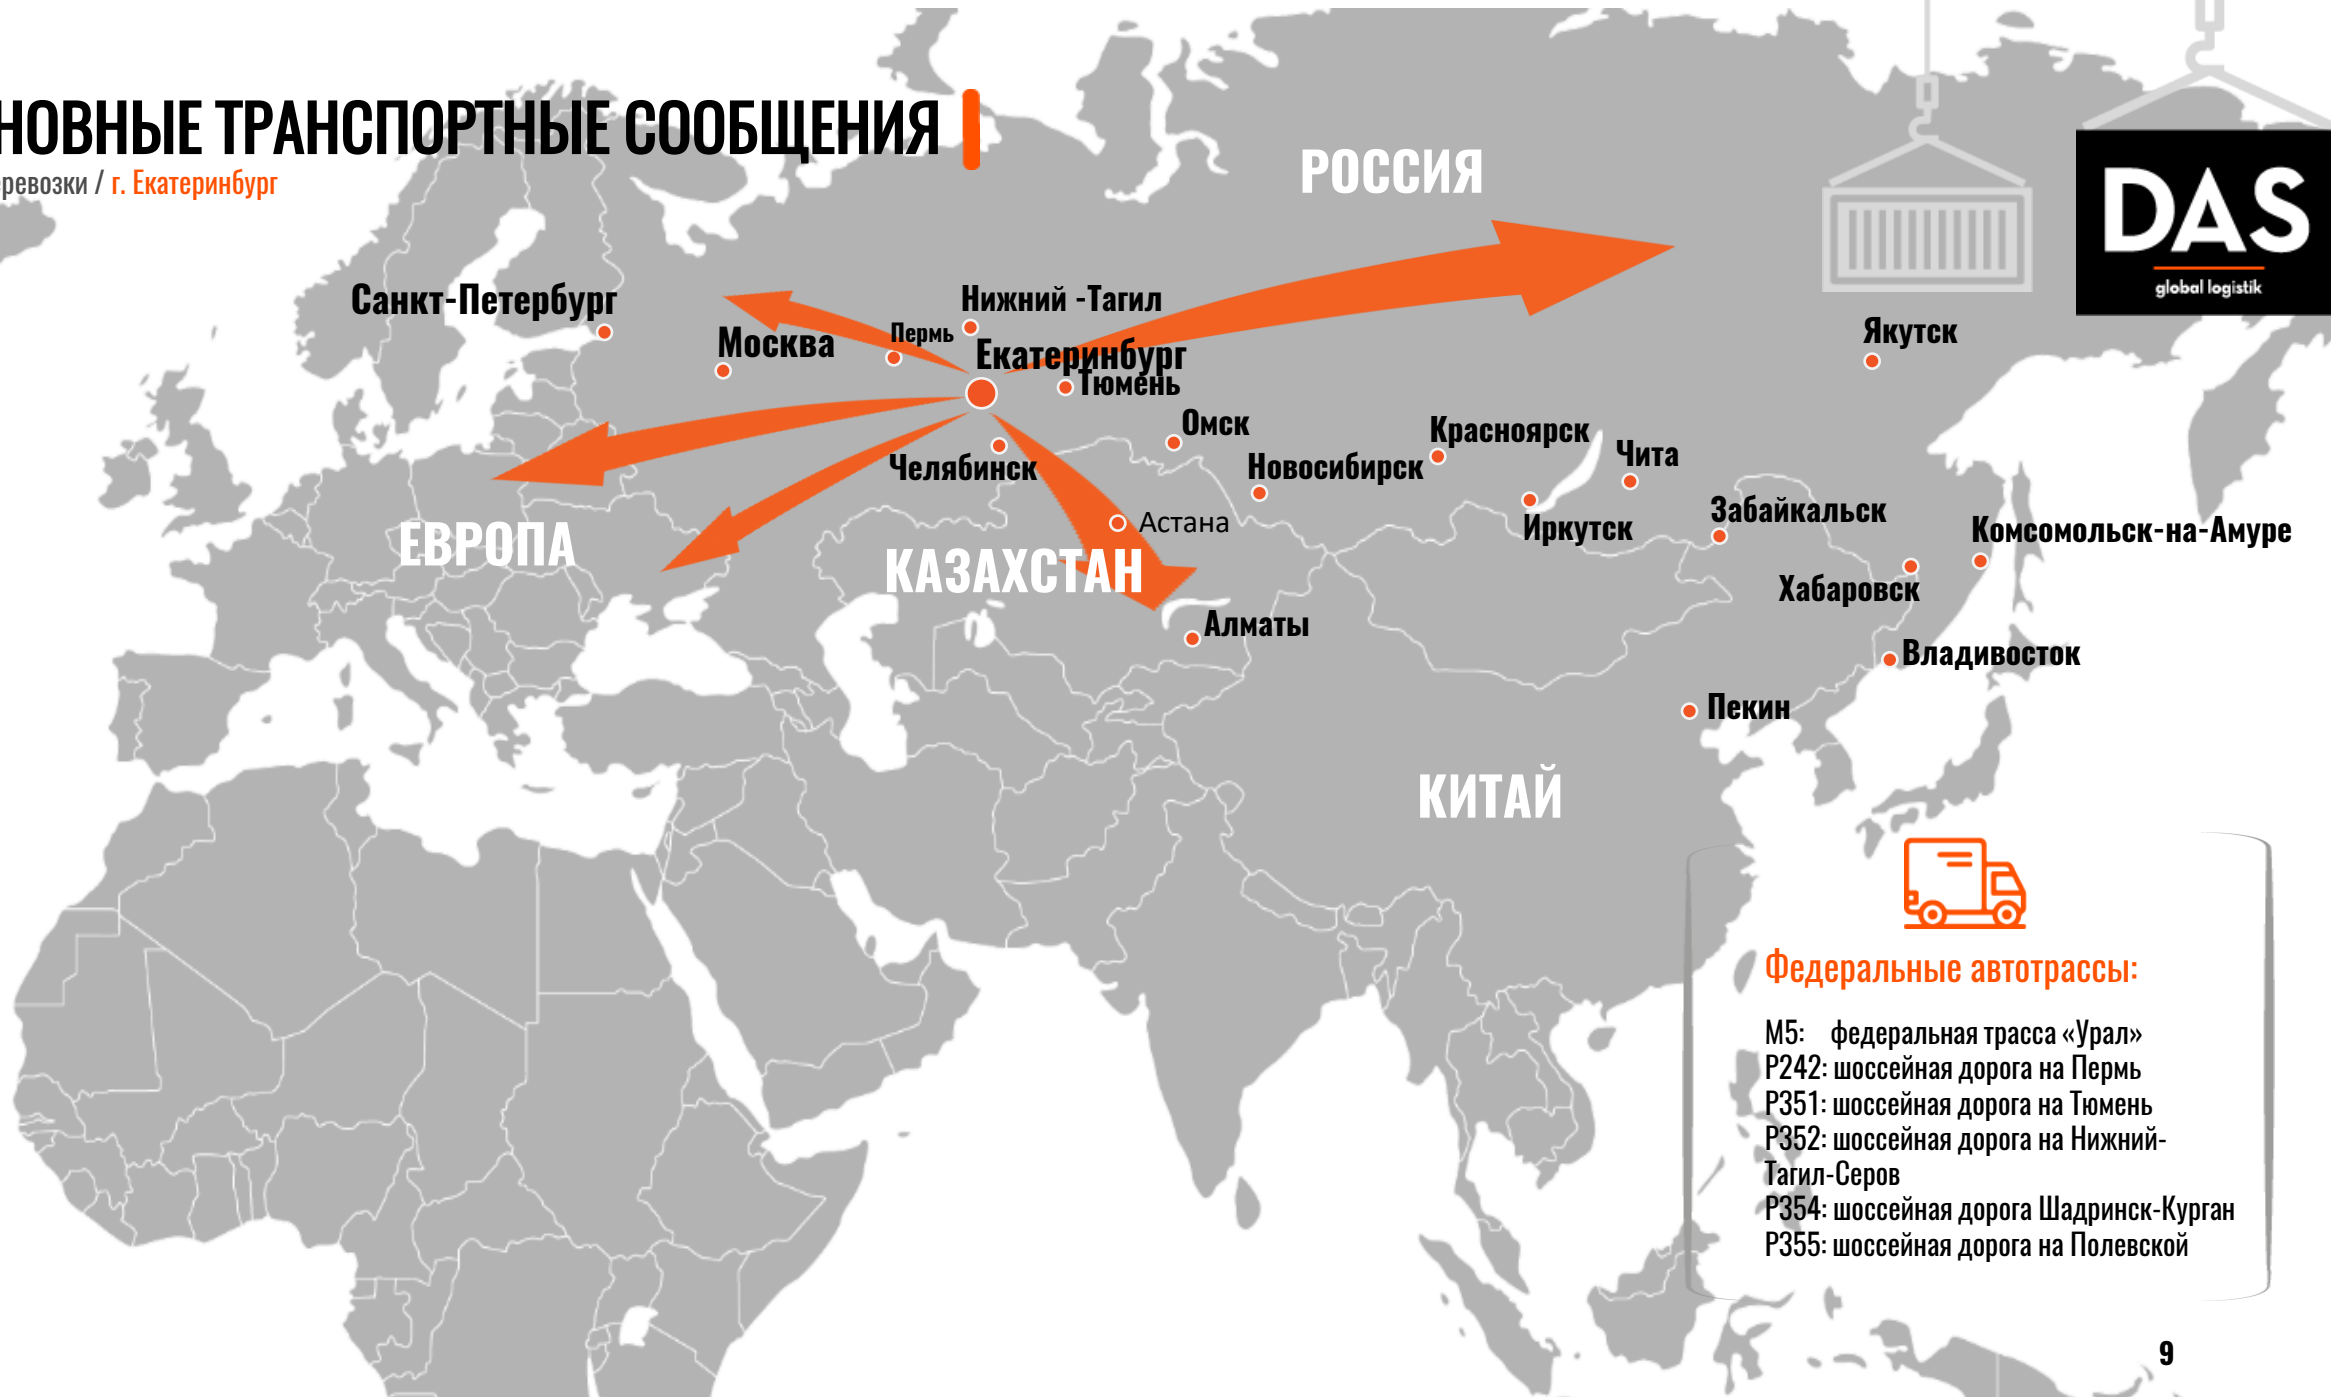 НОВНЫЕ ТРАНСПОРТНЫЕ СООБЩЕНИЯ
ревозки / г. Екатеринбург
РОССИЯ
DAS
global logistik
Санкт-Петербург
Нижний -Тагил
Москва
Пермь
Екатеринбург
Тюмень
Якутск
Омск
Красноярск
Челябинск
Новосибирск
Чита
Астана
Иркутск
Забайкальск
Комсомольск-на-Амуре
ЕВРОПА
КАЗАХСТАН
Хабаровск
Алматы
Владивосток
Пекин
КИТАЙ
Федеральные автотрассы:
М5: федеральная трасса «Урал»
Р242: шоссейная дорога на Пермь
Р351: шоссейная дорога на Тюмень
Р352: шоссейная дорога на Нижний-
Тагил-Серов
Р354: шоссейная дорога Шадринск-Курган
Р355: шоссейная дорога на Полевской
9